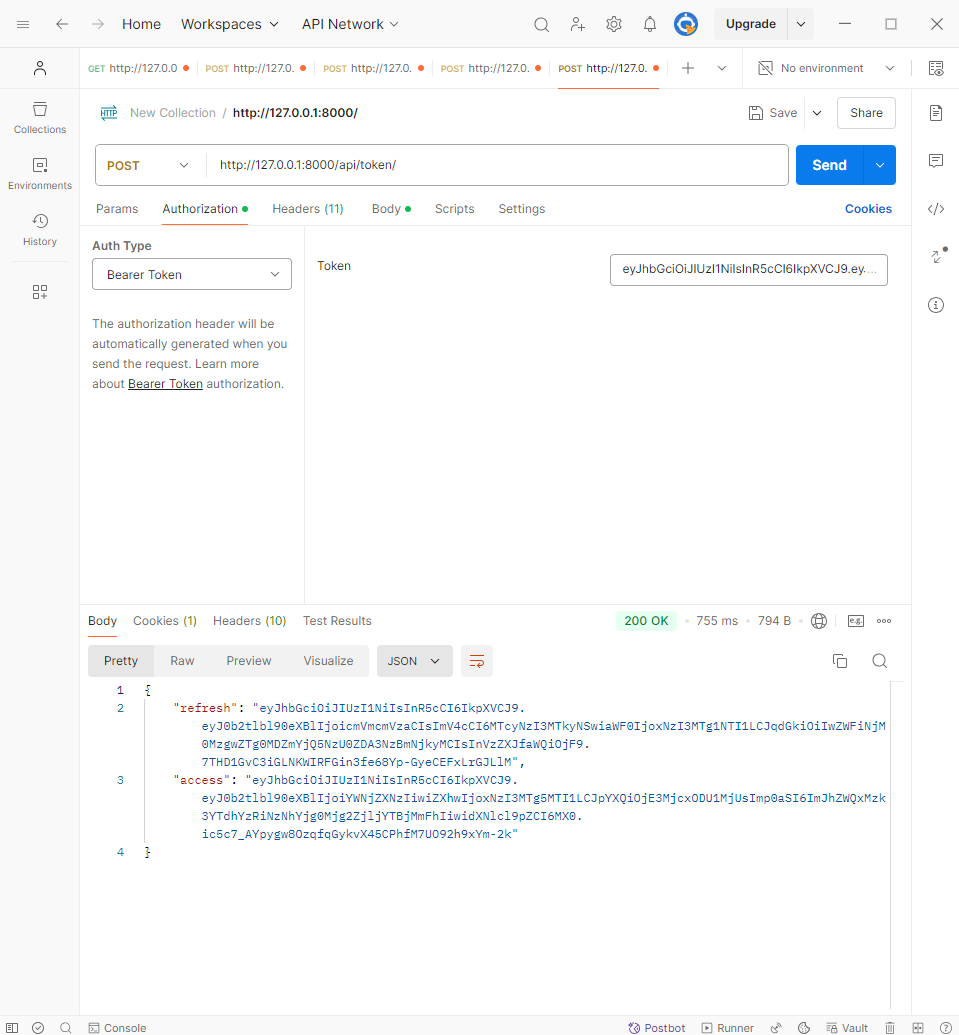 Home Workspaces API Network Upgrade
GET http://127.0.0 POST http://127.0. POST http://127.0. POST http://127.0. POST http://127.0. No environment
HTTP New Collection / http://127.0.0.1:8000/ Save Share
Collections
Environments
History
POST http://127.0.0.1:8000/api/token/ Send
Params Authorization Headers (11) Body Scripts Settings Cookies
Auth Type
Bearer Token
Token eyJhbGciOiJIUzI1NiIsInR5cCI6IkpXVCJ9.ey....
The authorization header will be
automatically generated when you
send the request. Learn more
about Bearer Token authorization.
Body Cookies (1) Headers (10) Test Results 200 OK 755 ms 794 B e.g.
Pretty Raw Preview Visualize JSON
1 {
2 "refresh": "eyJhbGciOiJIUzI1NiIsInR5cCI6IkpXVCJ9.
eyJ0b2tlbl90eXBlIjoicmVmcmVzaCIsImV4cCI6MTcyNzI3MTkyNSwiaWF0IjoxNzI3MTg1NTI1LCJqdGkiOiIwZWFiNjM
0MzgwZTg0MDZmYjQ5NzU0ZDA3NzBmNjkyMCIsInVzZXJfaWQiOjF9.
7THD1GvC3iGLNKWIRFGin3fe68Yp-GyeCEFxLrGJLlM",
3 "access": "eyJhbGciOiJIUzI1NiIsInR5cCI6IkpXVCJ9.
eyJ0b2tlbl90eXBlIjoiYWNjZXNzIiwiZXhwIjoxNzI3MTg5MTI1LCJpYXQiOjE3MjcxODU1MjUsImp0aSI6ImJhZWQxMzk
3YTdhYzRiNzNhYjg0Mjg2ZjljYTBjMmFhIiwidXNlcl9pZCI6MX0.
ic5c7_AYpygw8OzqfqGykvX45CPhfM7UO92h9xYm-2k"
4 }
Console Postbot Runner Vault